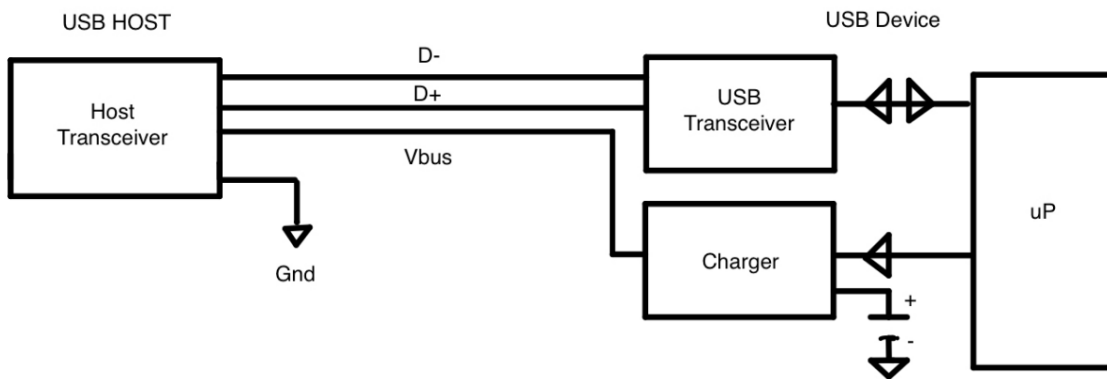 USB HOST
USB Device
D-
D+
Host
Transceiver
USB
Transceiver
Vbus
uP
Gnd
Charger
+
-